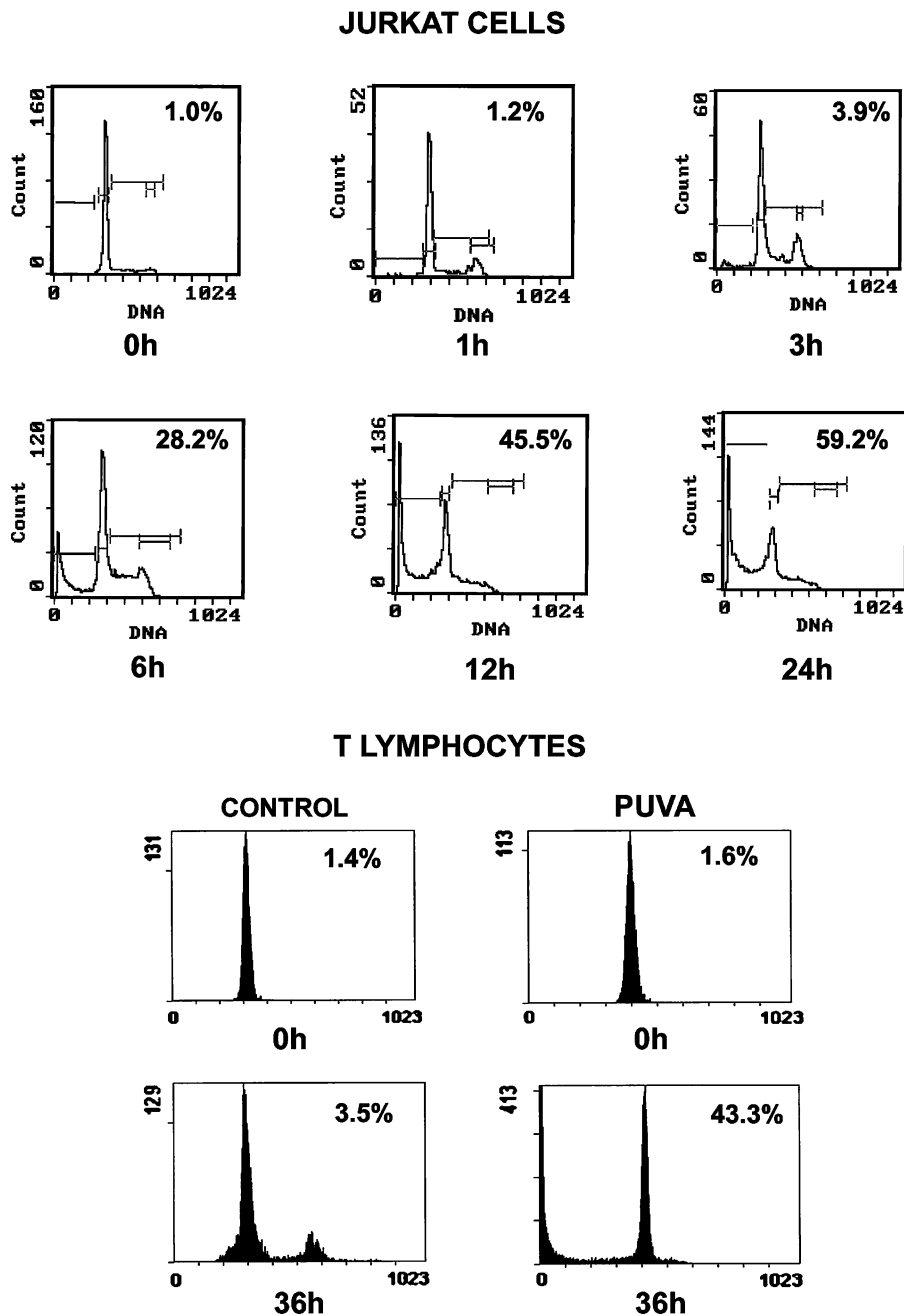 JURKAT CELLS
160
Count
0
1.0%
0 1024
DNA
0h
52
Count
0
1.2%
0 1024
DNA
1h
60
Count
0
3.9%
0 1024
DNA
3h
120
Count
0
28.2%
0 1024
DNA
6h
136
Count
0
45.5%
0 1024
DNA
12h
144
Count
0
59.2%
0 1024
DNA
24h
T LYMPHOCYTES
CONTROL
PUVA
131
1.4%
0 1023
0h
113
1.6%
0 1023
0h
129
3.5%
0 1023
36h
413
43.3%
0 1023
36h